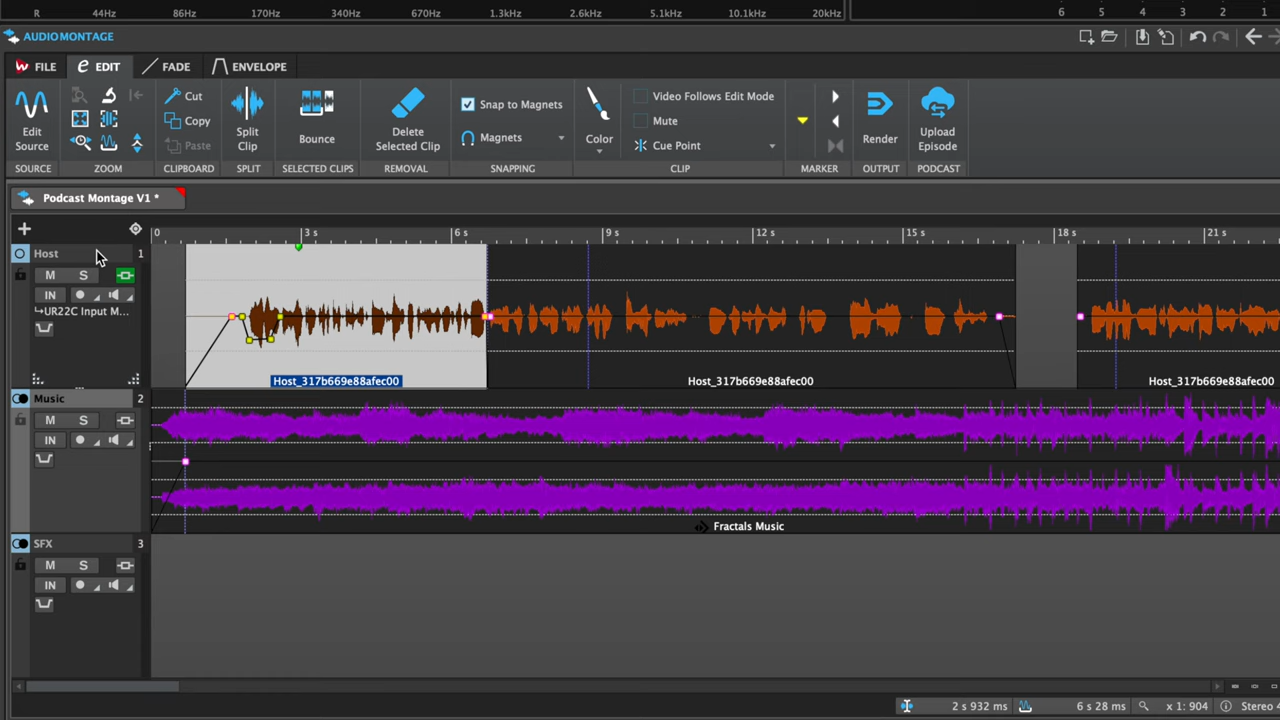 R 44Hz 86Hz 170Hz 340Hz 670Hz 1.3kHz 2.6kHz 5.1kHz 10.1kHz 20kHz 6 5 4 3 2 1
AUDIO MONTAGE
FILE EDIT FADE ENVELOPE
Edit Source
Cut
Copy
Paste
Split Clip
Bounce
Delete Selected Clip
Snap to Magnets
Magnets
Color
Video Follows Edit Mode
Mute
Cue Point
Render
Upload Episode
SOURCE ZOOM CLIPBOARD SPLIT SELECTED CLIPS REMOVAL SNAPPING CLIP MARKER OUTPUT PODCAST
Podcast Montage V1 *
0 3 s 6 s 9 s 12 s 15 s 18 s 21 s
Host 1
M S
IN
UR22C Input M...
Host_317b669e88afec00 Host_317b669e88afec00 Host_317b669e88afec00
Music 2
M S
IN
Fractals Music
SFX 3
M S
IN
2 s 932 ms 6 s 28 ms x 1: 904 Stereo 4